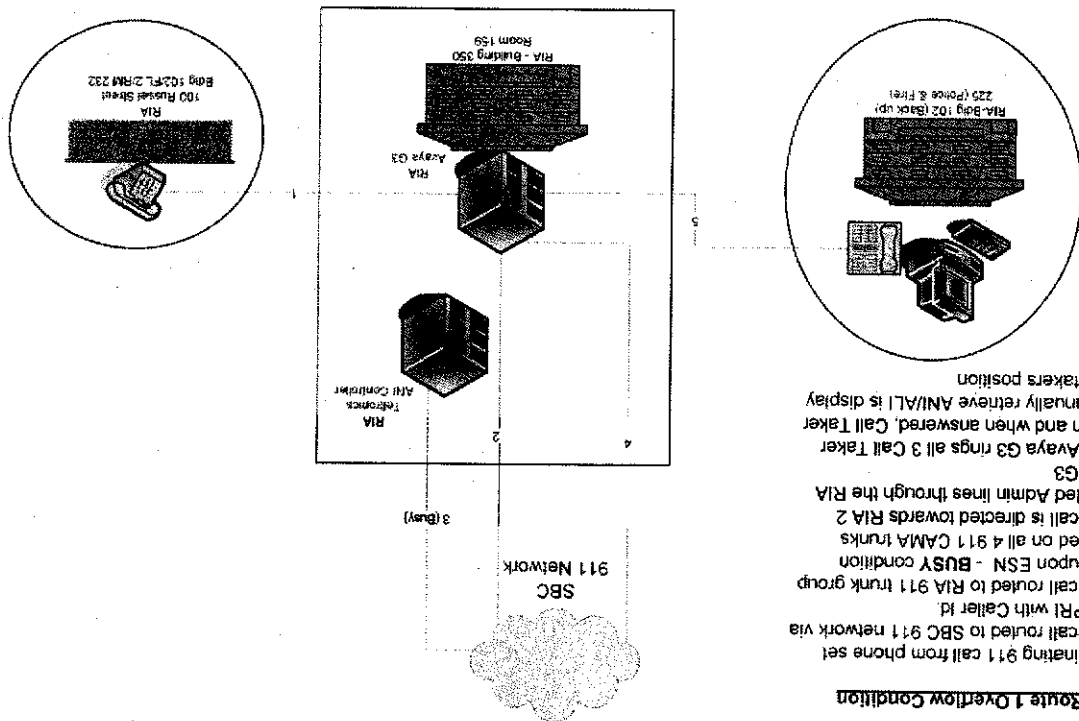 Route 1 Overflow Condition
inating 911 call from phone set
call routed to SBC 911 network via
PRI with Caller Id.
call routed to RIA 911 trunk group
upon ESN - BUSY condition
ed on all 4 911 CAMA trunks
call is directed towards RIA 2
ted Admin lines through the RIA
G3
Avaya G3 rings all 3 Call Taker
n and when answered, Call Taker
nually retrieve ANI/ALI is display
takers position
SBC
911 Network
3 (Busy)
2
4
RIA
Teltronics
ANI Controller
5
1
RIA
Avaya G3
RIA-Bdlg 102 (Back up)
225 (Police & Fire)
RIA - Building 350
Room 159
RIA
100 Russel Street
Bdlg 102/FL 2/RM 232